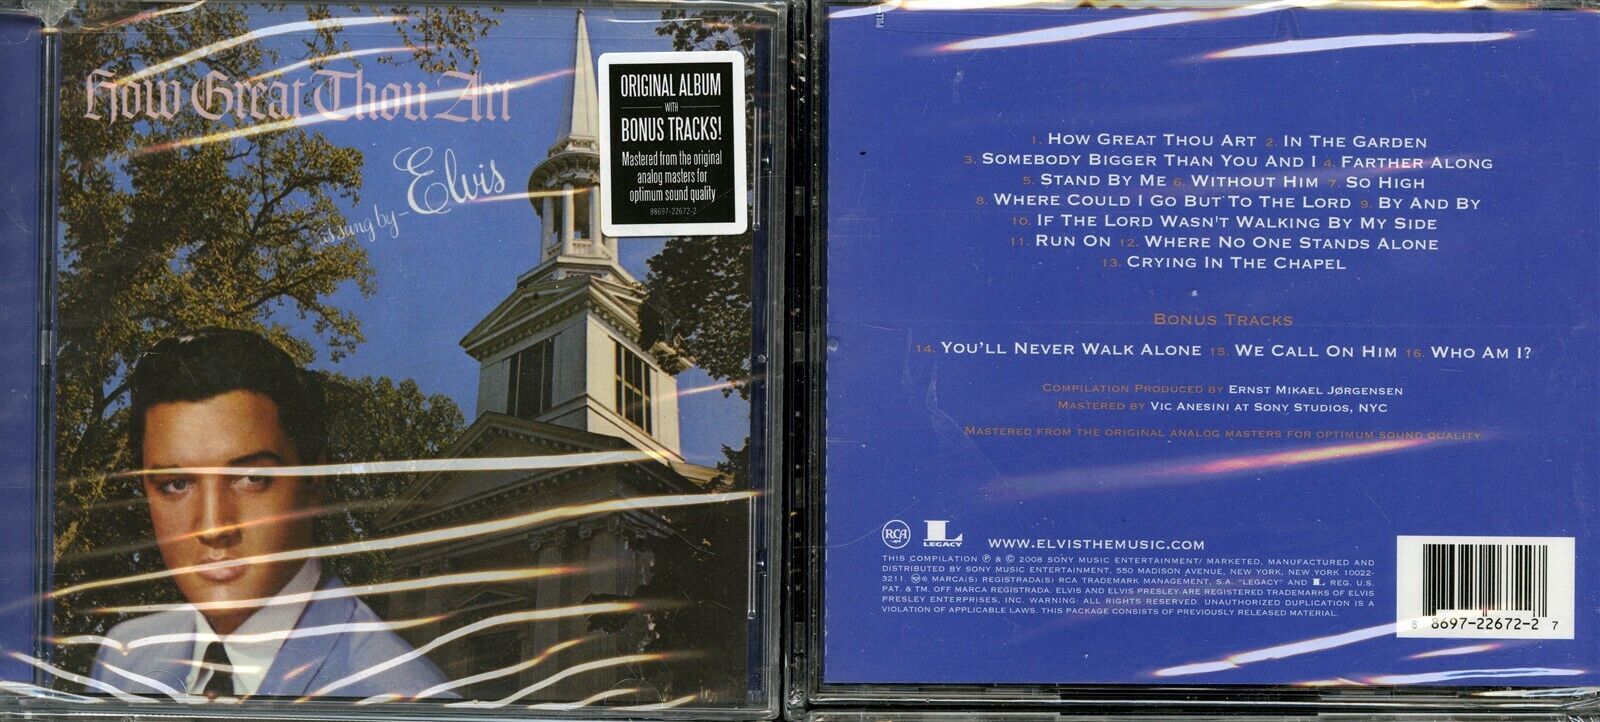 How Great Thou Art
as sung by - Elvis
ORIGINAL ALBUM
WITH
BONUS TRACKS!
Mastered from the original
analog masters for
optimum sound quality
88697-22672-2
1. HOW GREAT THOU ART 2. IN THE GARDEN
3. SOMEBODY BIGGER THAN YOU AND I 4. FARTHER ALONG
5. STAND BY ME 6. WITHOUT HIM 7. SO HIGH
8. WHERE COULD I GO BUT TO THE LORD 9. BY AND BY
10. IF THE LORD WASN'T WALKING BY MY SIDE
11. RUN ON 12. WHERE NO ONE STANDS ALONE
13. CRYING IN THE CHAPEL
BONUS TRACKS
14. YOU'LL NEVER WALK ALONE 15. WE CALL ON HIM 16. WHO AM I?
COMPILATION PRODUCED BY ERNST MIKAEL JØRGENSEN
MASTERED BY VIC ANESINI AT SONY STUDIOS, NYC
MASTERED FROM THE ORIGINAL ANALOG MASTERS FOR OPTIMUM SOUND QUALITY
RCA L LEGACY WWW.ELVISTHEMUSIC.COM
THIS COMPILATION ℗ & © 2008 SONY MUSIC ENTERTAINMENT/ MARKETED, MANUFACTURED AND
DISTRIBUTED BY SONY MUSIC ENTERTAINMENT, 550 MADISON AVENUE, NEW YORK, NEW YORK 10022-
3211. ® MARCA(S) REGISTRADA(S) RCA TRADEMARK MANAGEMENT, S.A. "LEGACY" AND L REG. U.S.
PAT. & TM. OFF MARCA REGISTRADA. ELVIS AND ELVIS PRESLEY ARE REGISTERED TRADEMARKS OF ELVIS
PRESLEY ENTERPRISES, INC. WARNING: ALL RIGHTS RESERVED. UNAUTHORIZED DUPLICATION IS A
VIOLATION OF APPLICABLE LAWS. THIS PACKAGE CONSISTS OF PREVIOUSLY RELEASED MATERIAL.
8 8697-22672-2 7